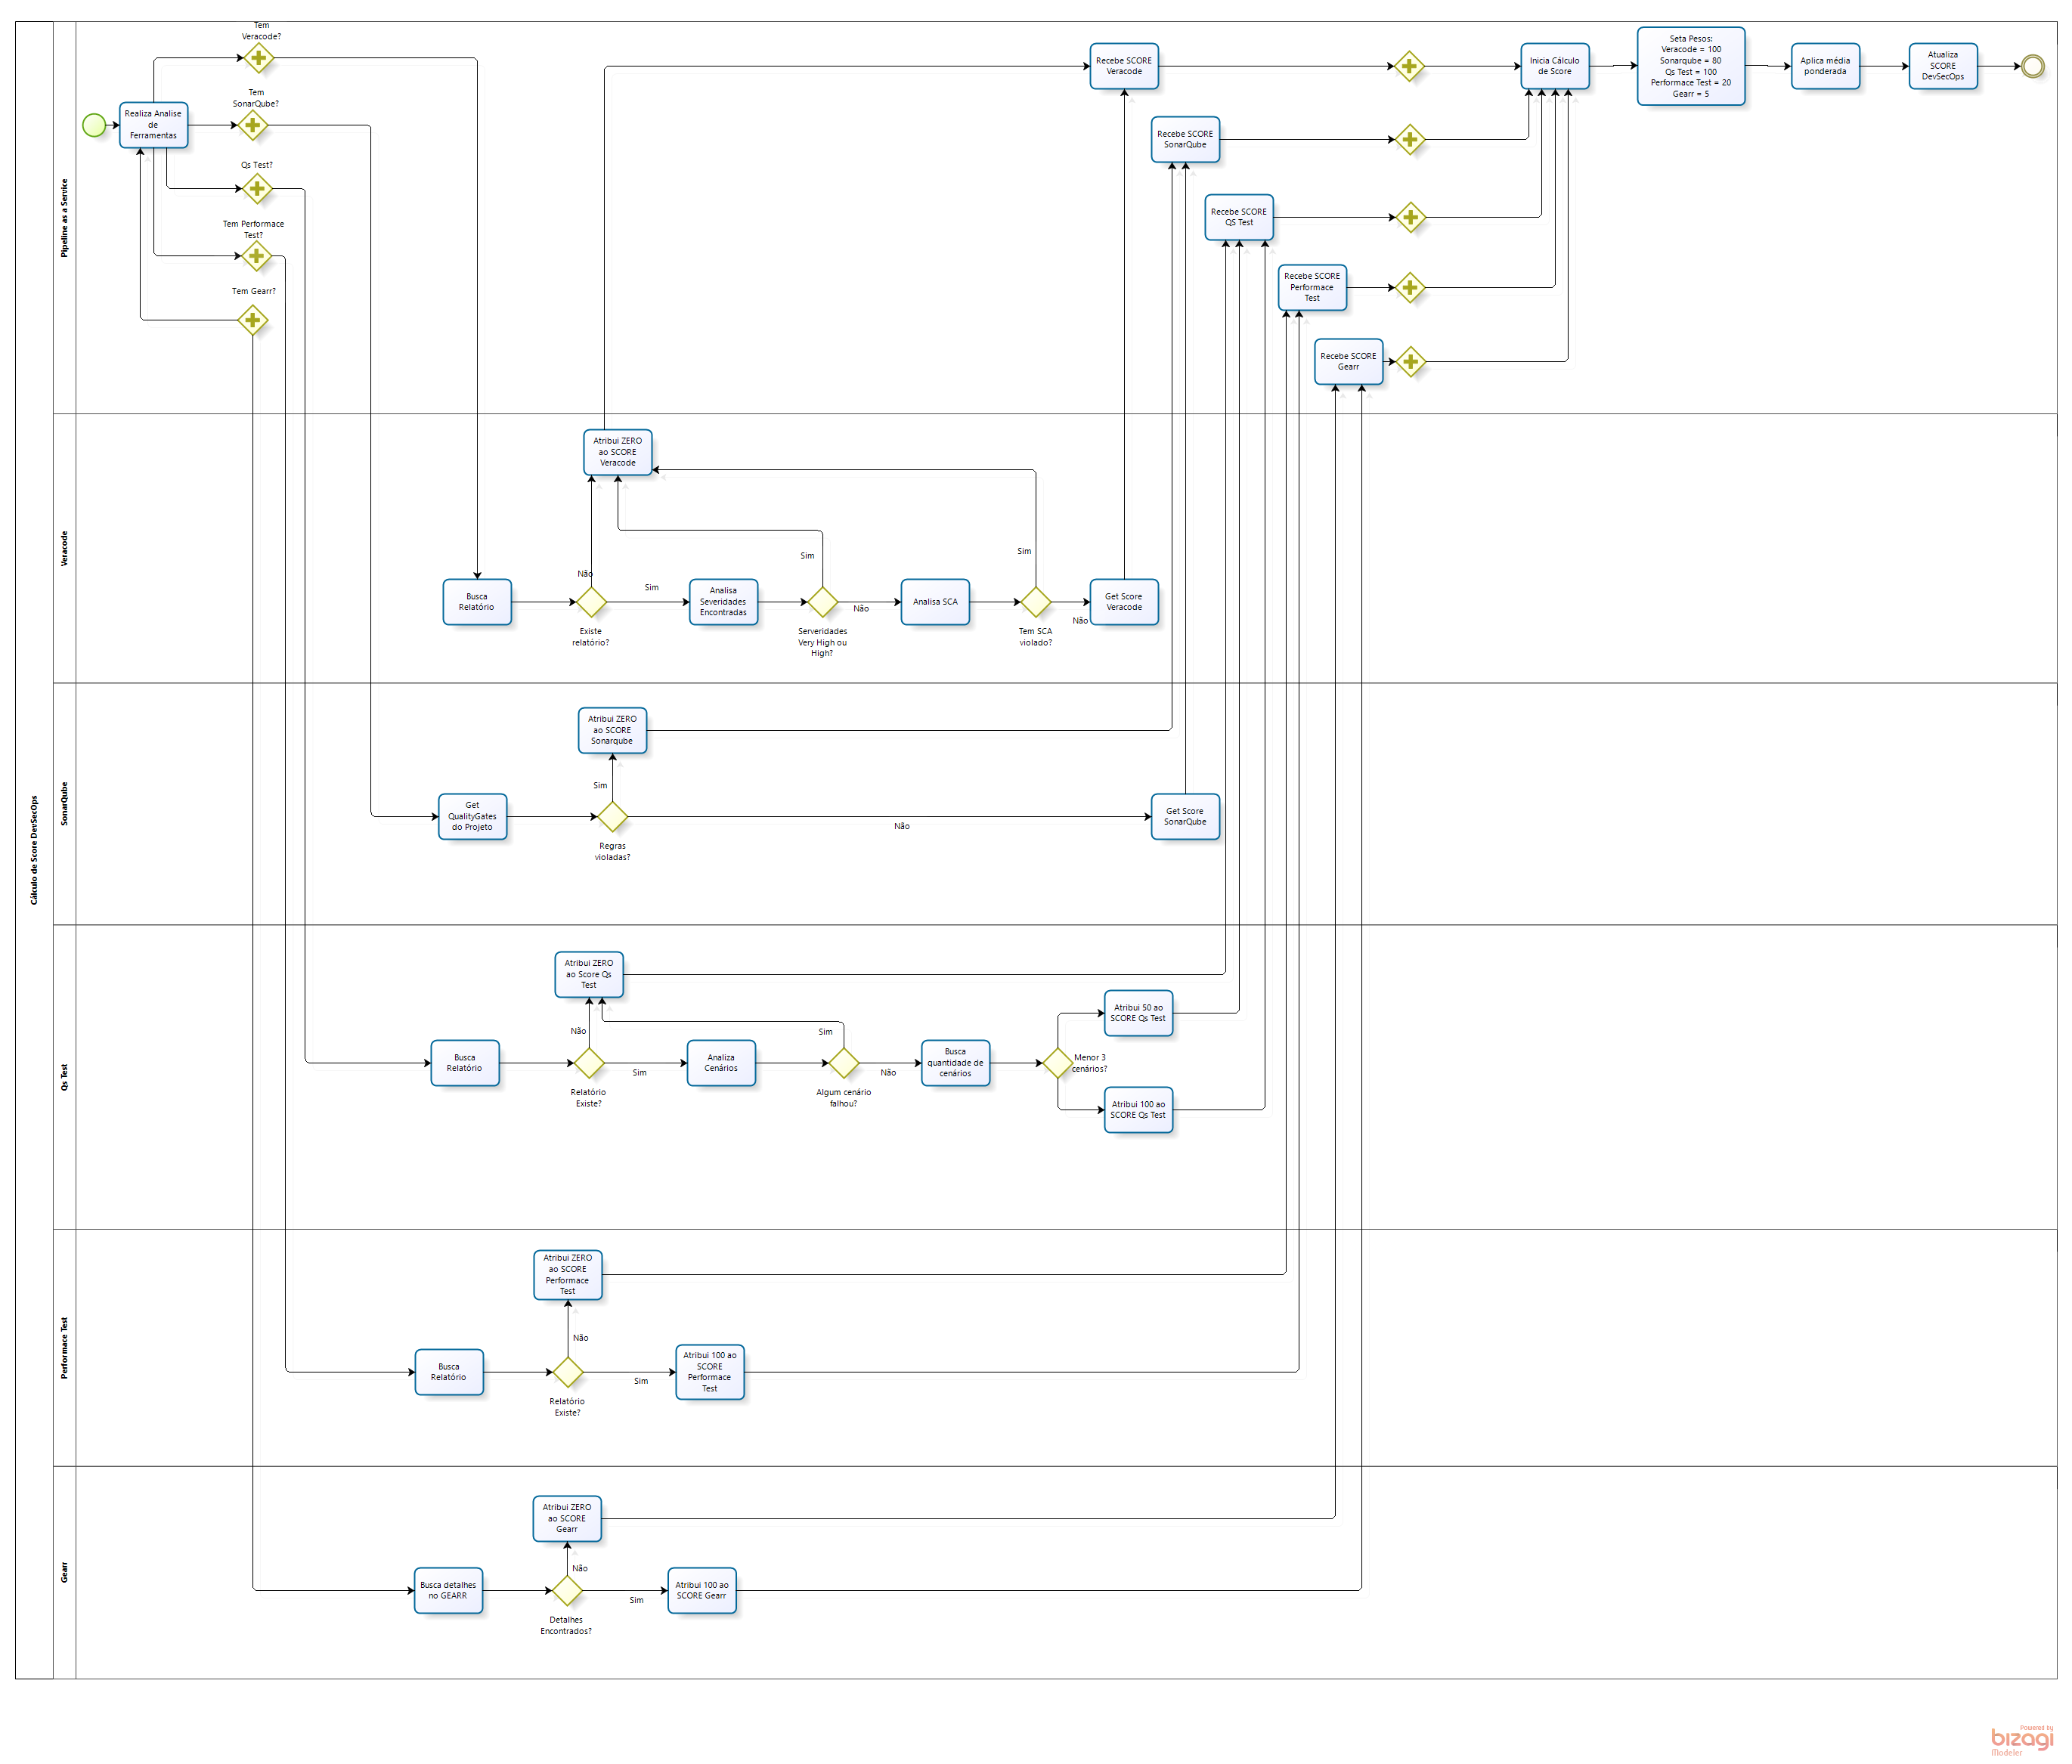 Cálculo de Score DevSecOps
Pipeline as a Service
Tem
Veracode?
Tem
SonarQube?
Realiza Analise
de
Ferramentas
Qs Test?
Tem Performace
Test?
Tem Gearr?
Recebe SCORE
Veracode
Recebe SCORE
SonarQube
Recebe SCORE
QS Test
Recebe SCORE
Performace
Test
Recebe SCORE
Gearr
Inicia Cálculo
de Score
Seta Pesos:
Veracode = 100
Sonarqube = 80
Qs Test = 100
Performace Test = 20
Gearr = 5
Aplica média
ponderada
Atualiza
SCORE
DevSecOps
Veracode
Atribui ZERO
ao SCORE
Veracode
Busca
Relatório
Não
Existe
relatório?
Sim
Analisa
Severidades
Encontradas
Sim
Serveridades
Very High ou
High?
Não
Analisa SCA
Sim
Tem SCA
violado?
Não
Get Score
Veracode
SonarQube
Atribui ZERO
ao SCORE
Sonarqube
Sim
Get
QualityGates
do Projeto
Regras
violadas?
Não
Get Score
SonarQube
Qs Test
Atribui ZERO
ao Score Qs
Test
Não
Busca
Relatório
Relatório
Existe?
Sim
Analiza
Cenários
Sim
Algum cenário
falhou?
Não
Busca
quantidade de
cenários
Menor 3
cenários?
Atribui 50 ao
SCORE Qs Test
Atribui 100 ao
SCORE Qs Test
Performace Test
Atribui ZERO
ao SCORE
Performace
Test
Não
Busca
Relatório
Relatório
Existe?
Sim
Atribui 100 ao
SCORE
Performace
Test
Gearr
Atribui ZERO
ao SCORE
Gearr
Não
Busca detalhes
no GEARR
Detalhes
Encontrados?
Sim
Atribui 100 ao
SCORE Gearr
Powered by
bizagi
Modeler